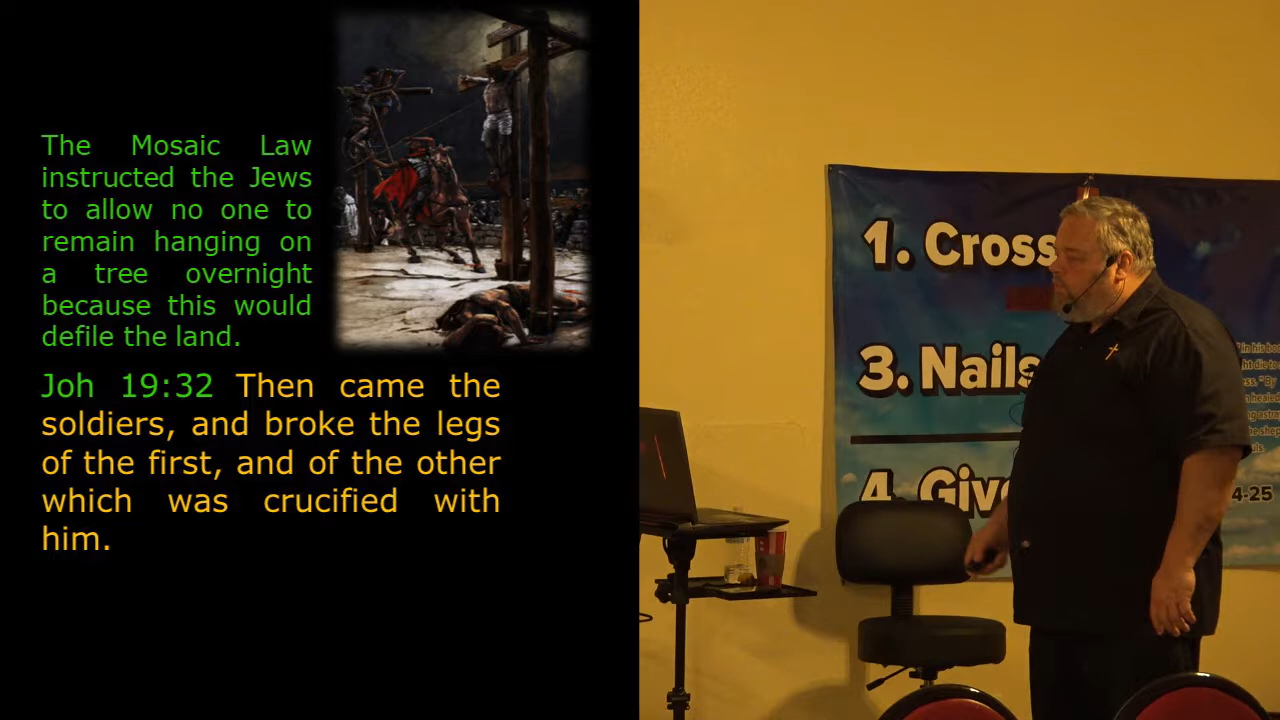 The Mosaic Law
instructed the Jews
to allow no one to
remain hanging on
a tree overnight
because this would
defile the land.
Joh 19:32 Then came the
soldiers, and broke the legs
of the first, and of the other
which was crucified with
him.
1. Cross
3. Nails
4. Give
4-25